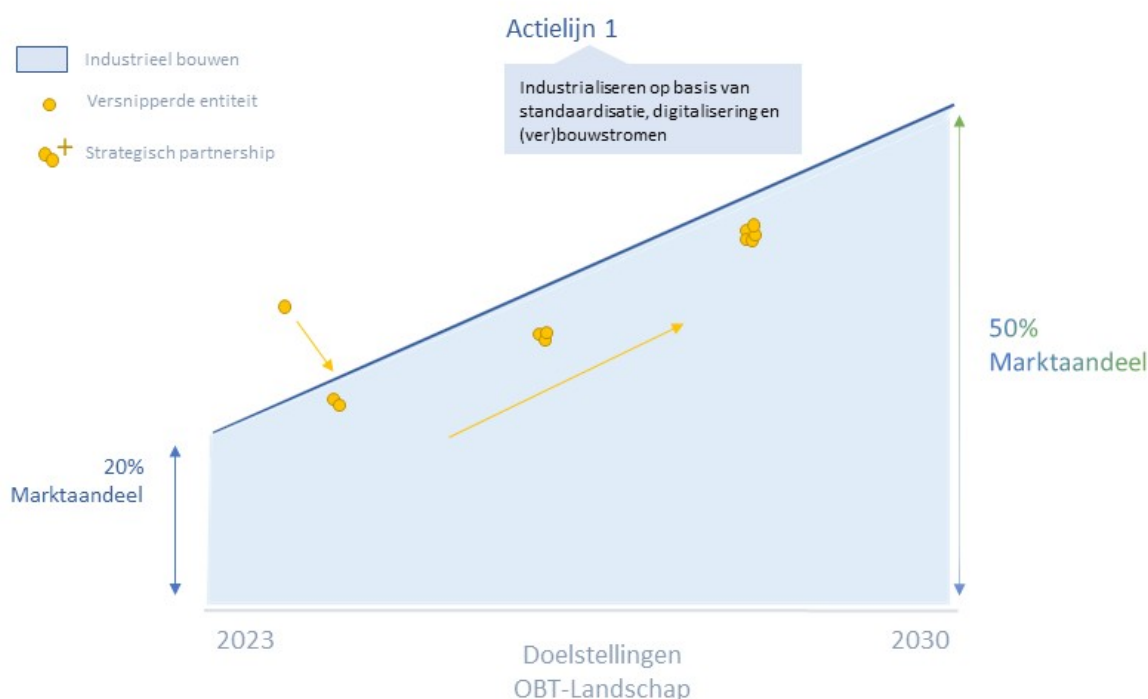 Actielijn 1
Industrieel bouwen
Versnipperde entiteit
Strategisch partnership
Industrialiseren op basis van
standaardisatie, digitalisering en
(ver)bouwstromen
50%
Marktaandeel
20%
Marktaandeel
2023
2030
Doelstellingen
OBT-Landschap